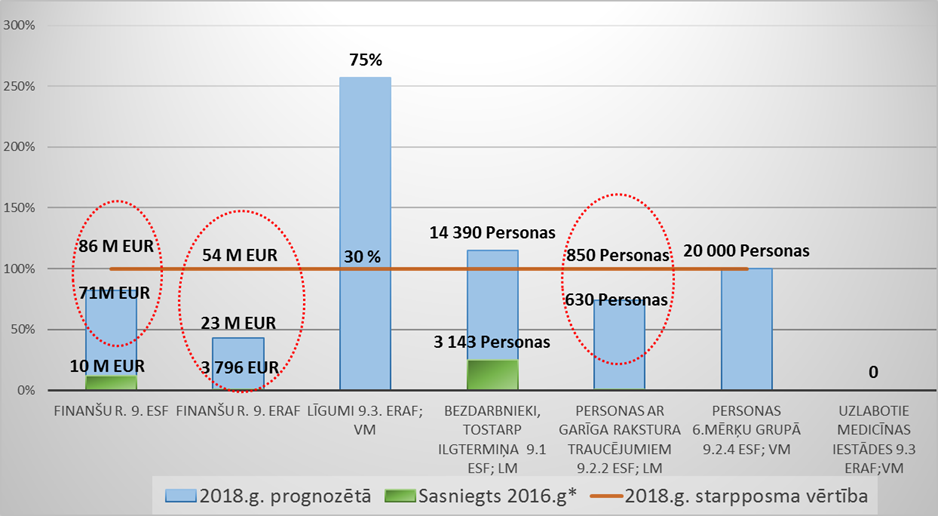 300%
250%
200%
150%
100%
50%
0%
75%
30 %
86 M EUR
71M EUR
10 M EUR
54 M EUR
23 M EUR
3 796 EUR
14 390 Personas
3 143 Personas
850 Personas
630 Personas
20 000 Personas
0
FINANŠU R. 9. ESF
FINANŠU R. 9. ERAF
LĪGUMI 9.3. ERAF;
VM
BEZDARBNIEKI,
TOSTARP
ILGTERMIŅA 9.1
ESF; LM
PERSONAS AR
GARĪGA RAKSTURA
TRAUCĒJUMIEM
9.2.2 ESF; LM
PERSONAS
6.MĒRĶU GRUPĀ
9.2.4 ESF; VM
UZLABOTIE
MEDICĪNAS
IESTĀDES 9.3
ERAF;VM
2018.g. prognozētā
Sasniegts 2016.g*
2018.g. starpposma vērtība